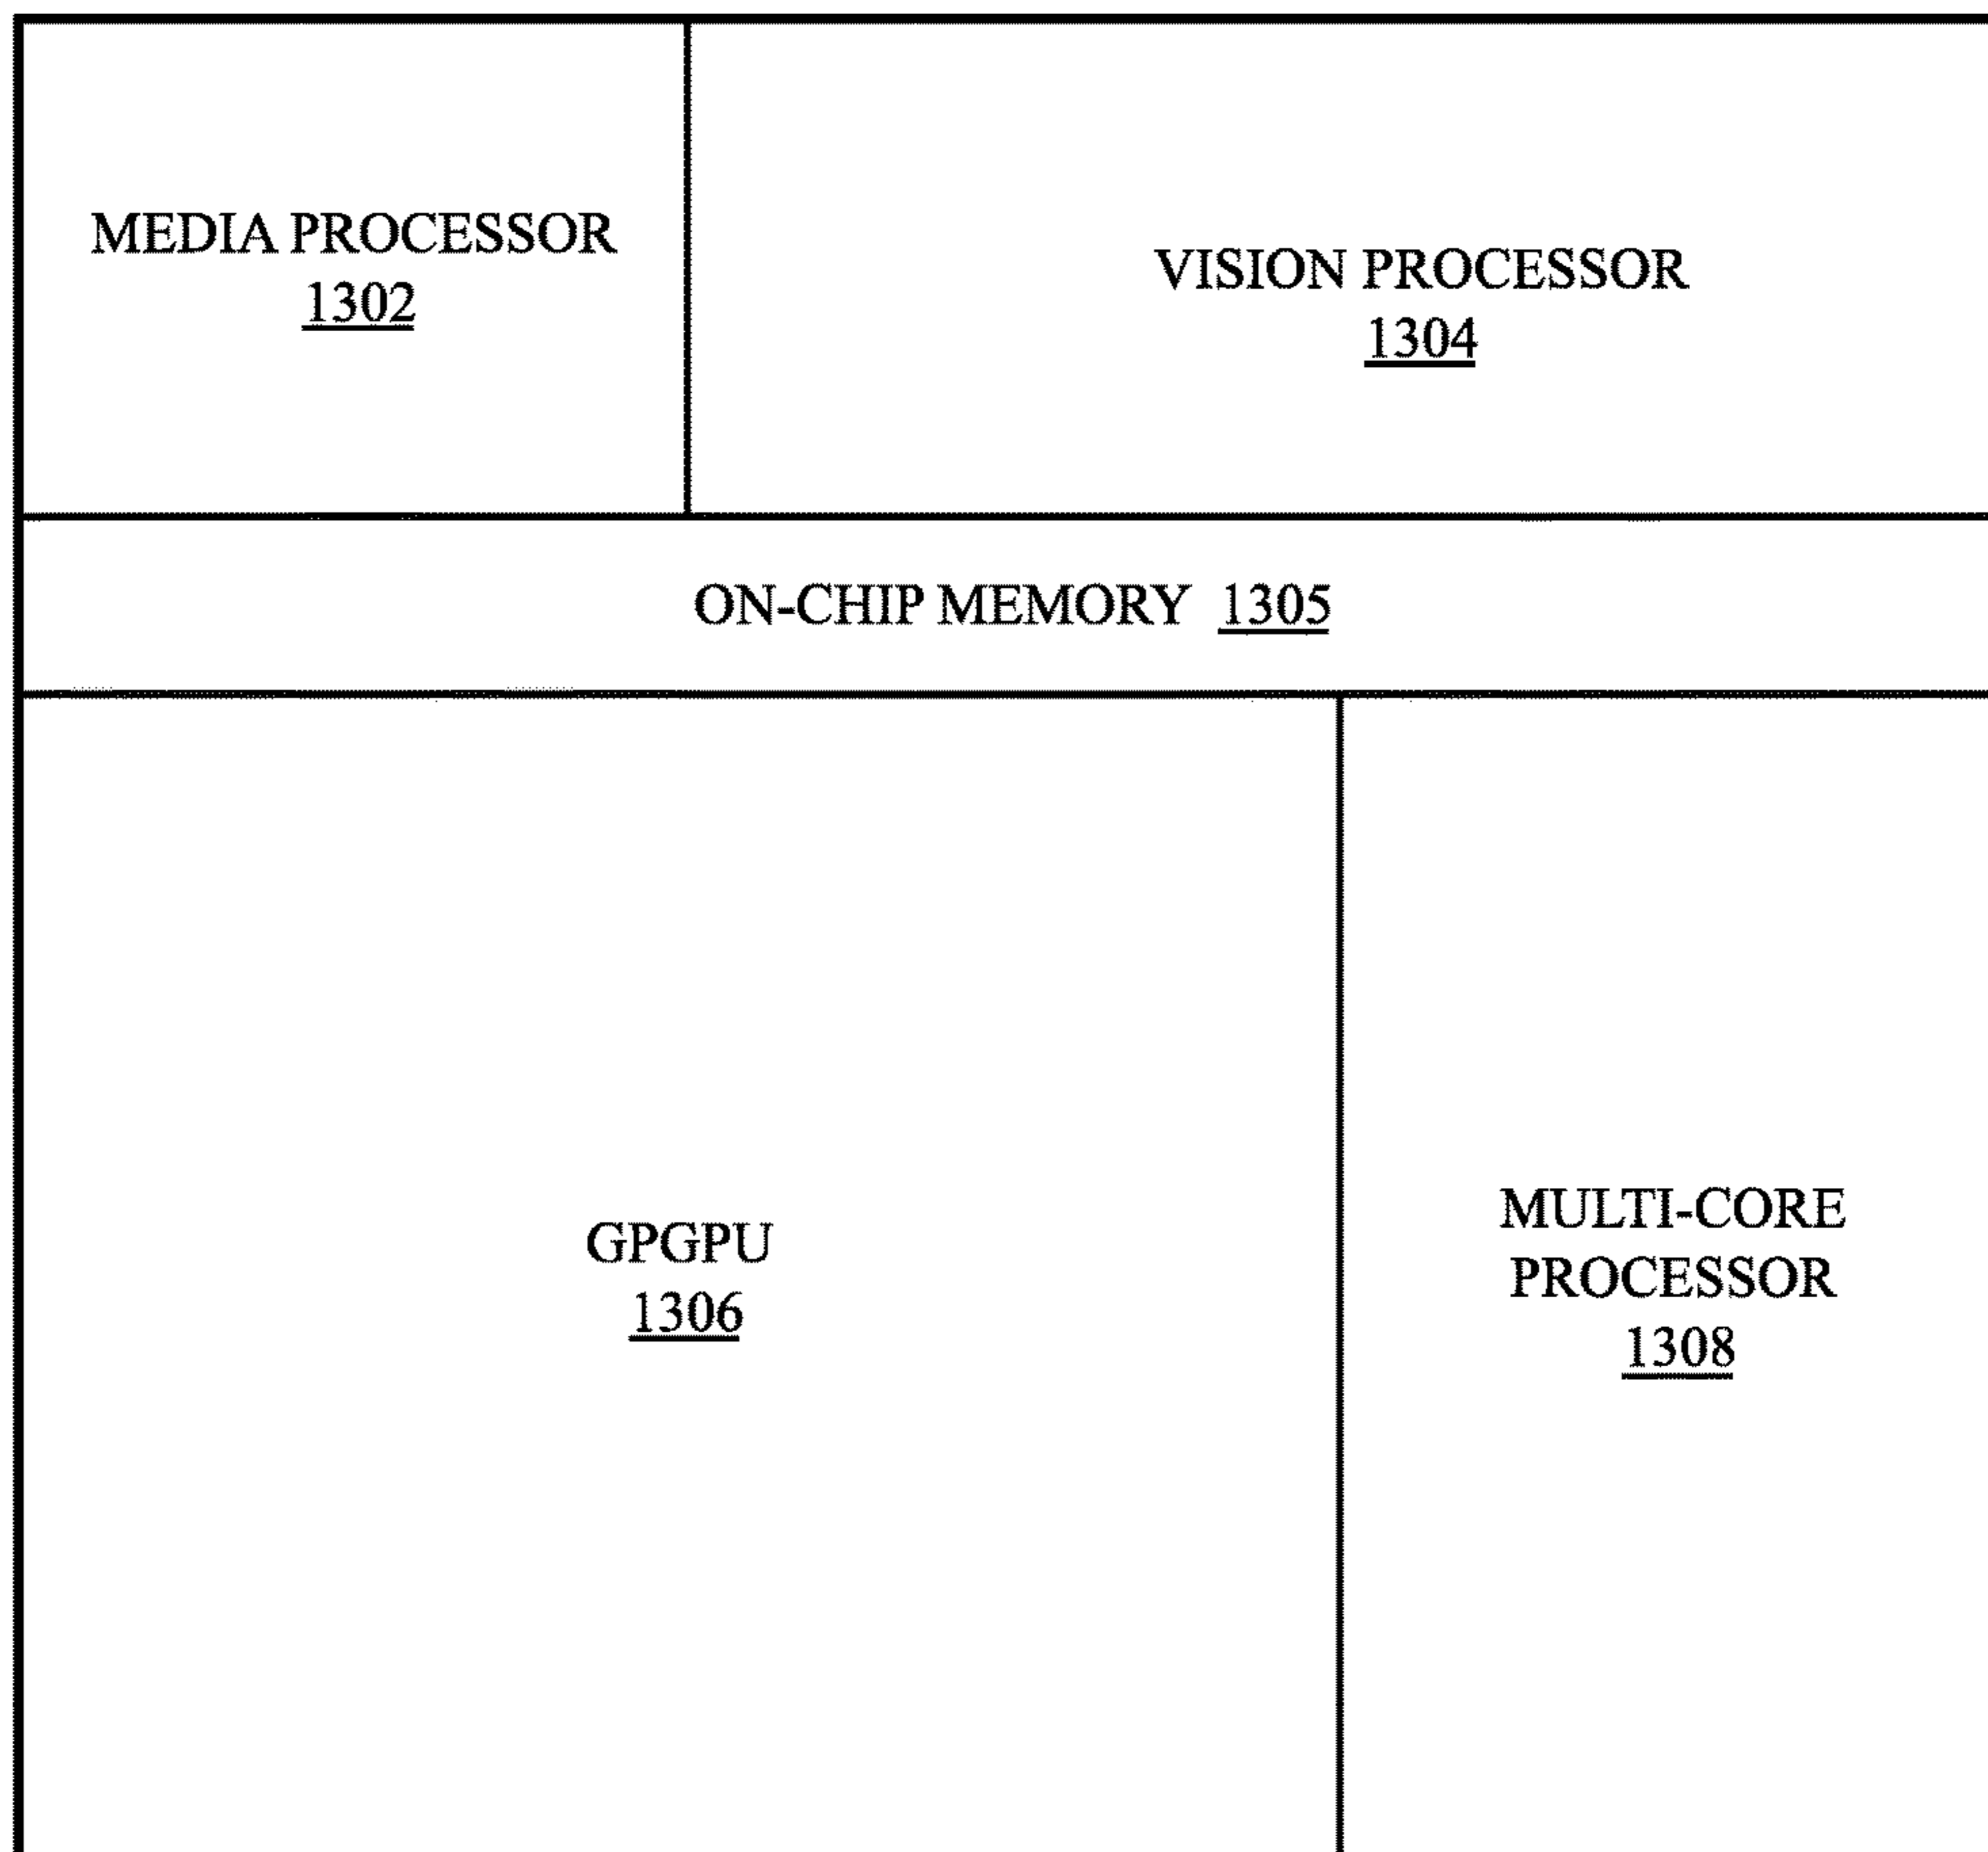 MEDIA PROCESSOR
1302
VISION PROCESSOR
1304
ON-CHIP MEMORY 1305
GPGPU
1306
MULTI-CORE
PROCESSOR
1308